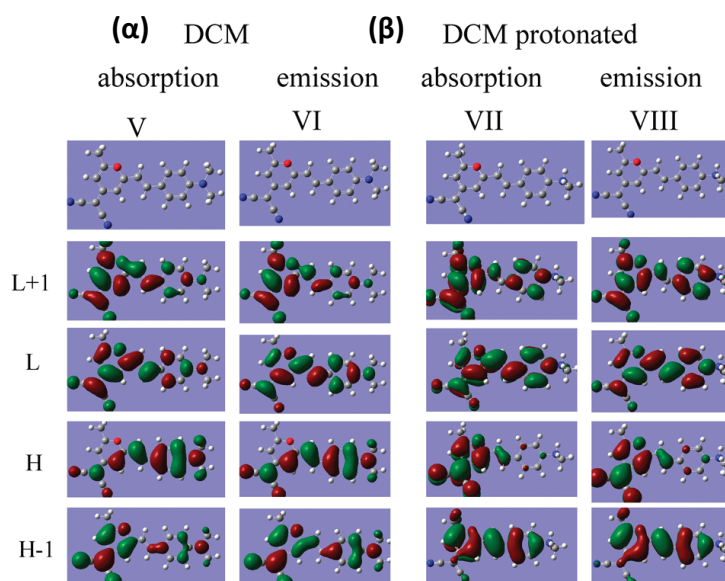 (α) DCM (β) DCM protonated
absorption emission absorption emission
V VI VII VIII
L+1
L
H
H-1